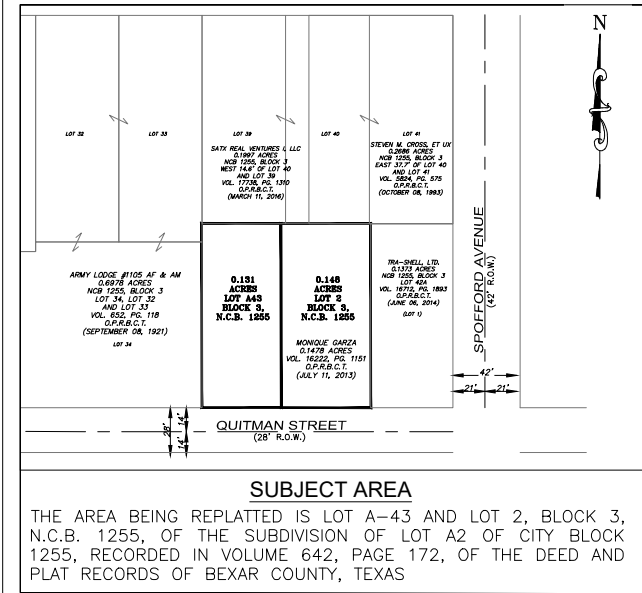 N
LOT 32
LOT 33
LOT 39
LOT 40
LOT 41
SATX REAL VENTURES I, LLC
0.1997 ACRES
NCB 1255, BLOCK 3
WEST 14.6' OF LOT 40
AND LOT 39
VOL. 17738, PG. 1310
O.P.R.B.C.T.
(MARCH 11, 2016)
STEVEN M. CROSS, ET UX
0.2686 ACRES
NCB 1255, BLOCK 3
EAST 37.7' OF LOT 40
AND LOT 41
VOL. 5824, PG. 575
O.P.R.B.C.T.
(OCTOBER 08, 1993)
ARMY LODGE #1105 AF & AM
0.6978 ACRES
NCB 1255, BLOCK 3
LOT 34, LOT 32
AND LOT 33
VOL. 652, PG. 118
O.P.R.B.C.T.
(SEPTEMBER 08, 1921)
LOT 34
0.131
ACRES
LOT A43
BLOCK 3,
N.C.B. 1255
0.148
ACRES
LOT 2
BLOCK 3,
N.C.B. 1255
MONIQUE GARZA
0.1478 ACRES
VOL. 16222, PG. 1151
O.P.R.B.C.T.
(JULY 11, 2013)
TRA-SHELL, LTD.
0.1373 ACRES
NCB 1255, BLOCK 3
LOT 42A
VOL. 16712, PG. 1893
O.P.R.B.C.T.
(JUNE 06, 2014)
(LOT 1)
SPOFFORD AVENUE
(42' R.O.W.)
42'
21'
21'
28'
14'
14'
QUITMAN STREET
(28' R.O.W.)
SUBJECT AREA
THE AREA BEING REPLATTED IS LOT A-43 AND LOT 2, BLOCK 3,
N.C.B. 1255, OF THE SUBDIVISION OF LOT A2 OF CITY BLOCK
1255, RECORDED IN VOLUME 642, PAGE 172, OF THE DEED AND
PLAT RECORDS OF BEXAR COUNTY, TEXAS